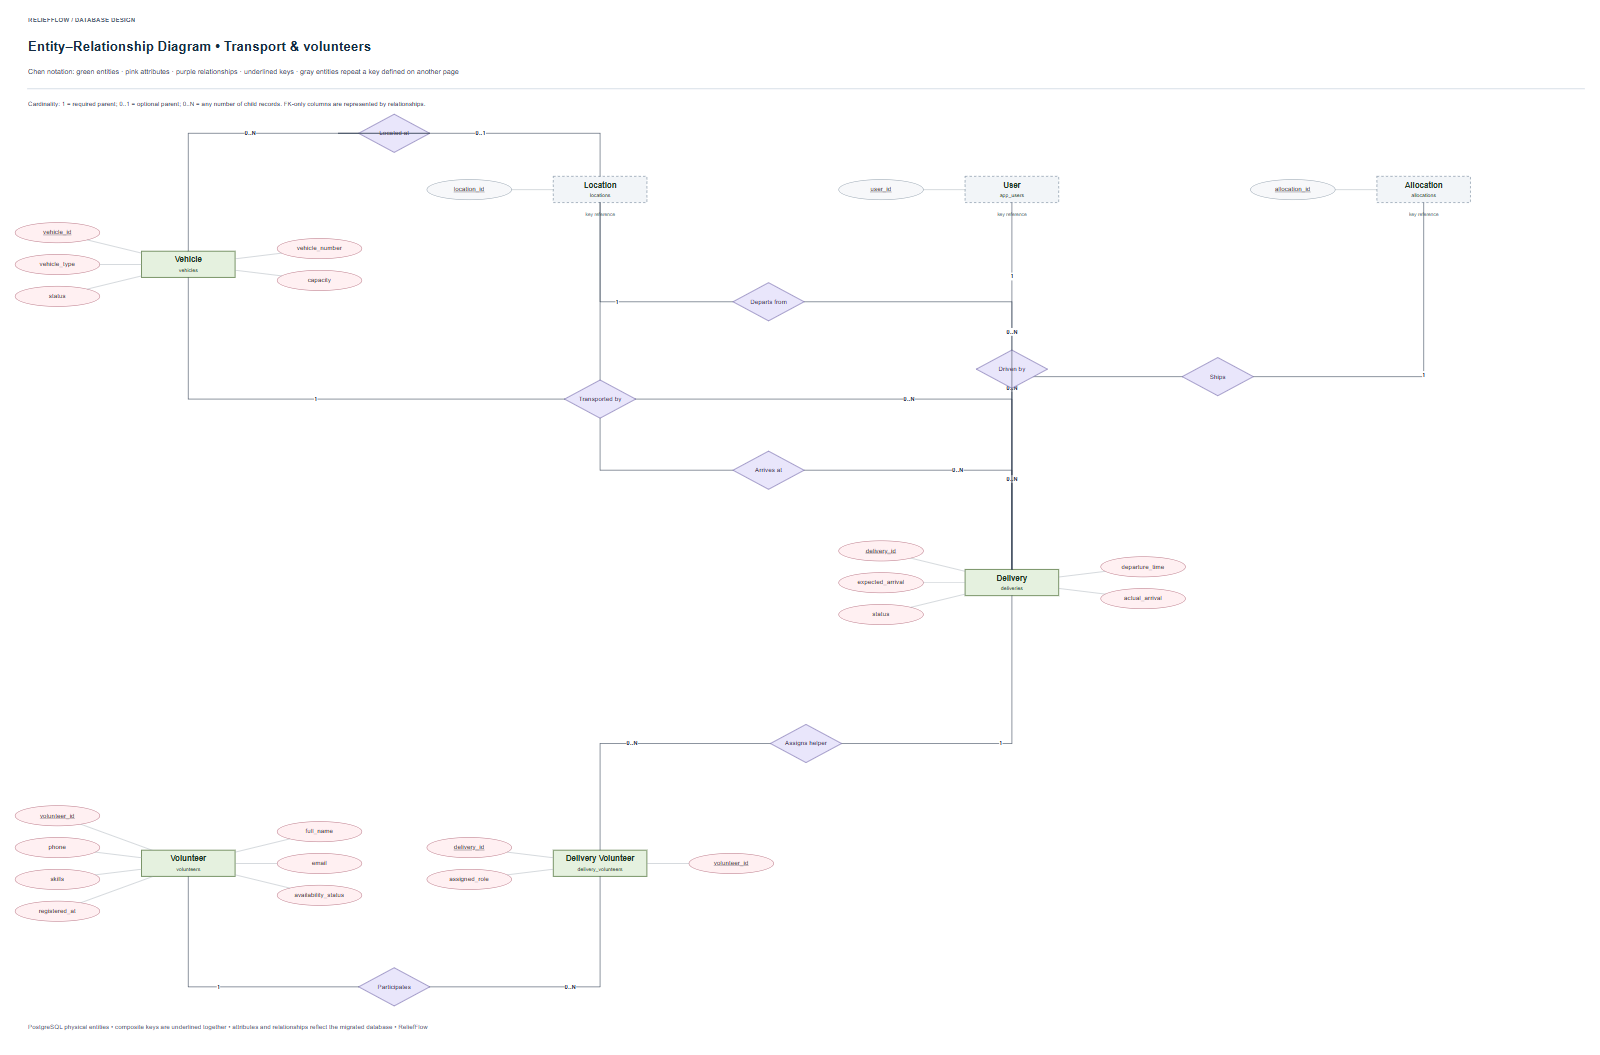 RELIEFFLOW / DATABASE DESIGN
Entity–Relationship Diagram • Transport & volunteers
Chen notation: green entities · pink attributes · purple relationships · underlined keys · gray entities repeat a key defined on another page
Cardinality: 1 = required parent; 0..1 = optional parent; 0..N = any number of child records. FK-only columns are represented by relationships.
0..N
Located at
0..1
location_id
Location
locations
key reference
user_id
User
app_users
key reference
allocation_id
Allocation
allocations
key reference
vehicle_id
vehicle_type
status
Vehicle
vehicles
vehicle_number
capacity
1
1
Departs from
0..N
Driven by
0..N
Ships
1
1
Transported by
0..N
Arrives at
0..N
0..N
delivery_id
expected_arrival
status
Delivery
deliveries
departure_time
actual_arrival
0..N
Assigns helper
1
volunteer_id
phone
skills
registered_at
Volunteer
volunteers
full_name
email
availability_status
delivery_id
assigned_role
Delivery Volunteer
delivery_volunteers
volunteer_id
1
Participates
0..N
PostgreSQL physical entities • composite keys are underlined together • attributes and relationships reflect the migrated database • ReliefFlow